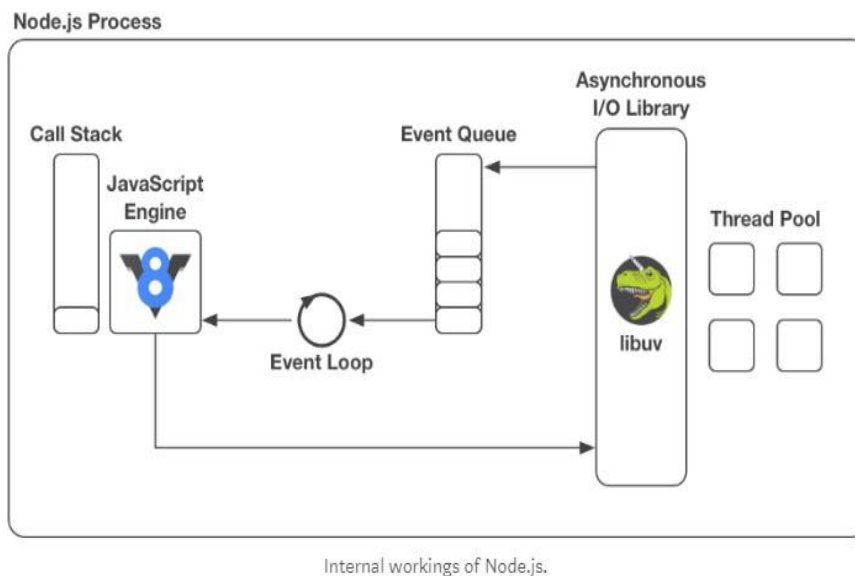 Node.js Process
Asynchronous
I/O Library
Call Stack
Event Queue
JavaScript
Engine
Thread Pool
8
libuv
Event Loop
Internal workings of Node.js.